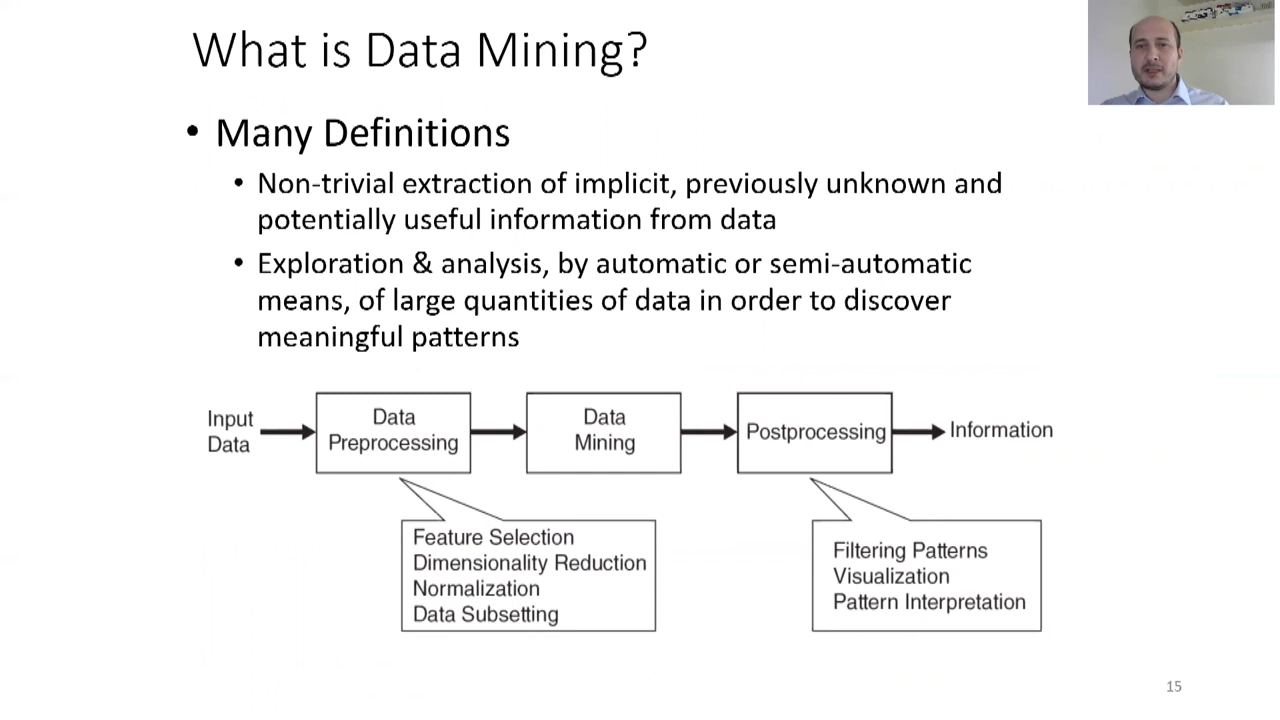 What is Data Mining?
• Many Definitions
• Non-trivial extraction of implicit, previously unknown and
potentially useful information from data
• Exploration & analysis, by automatic or semi-automatic
means, of large quantities of data in order to discover
meaningful patterns
Input
Data
Data
Preprocessing
Data
Mining
Postprocessing
Information
Feature Selection
Dimensionality Reduction
Normalization
Data Subsetting
Filtering Patterns
Visualization
Pattern Interpretation
15